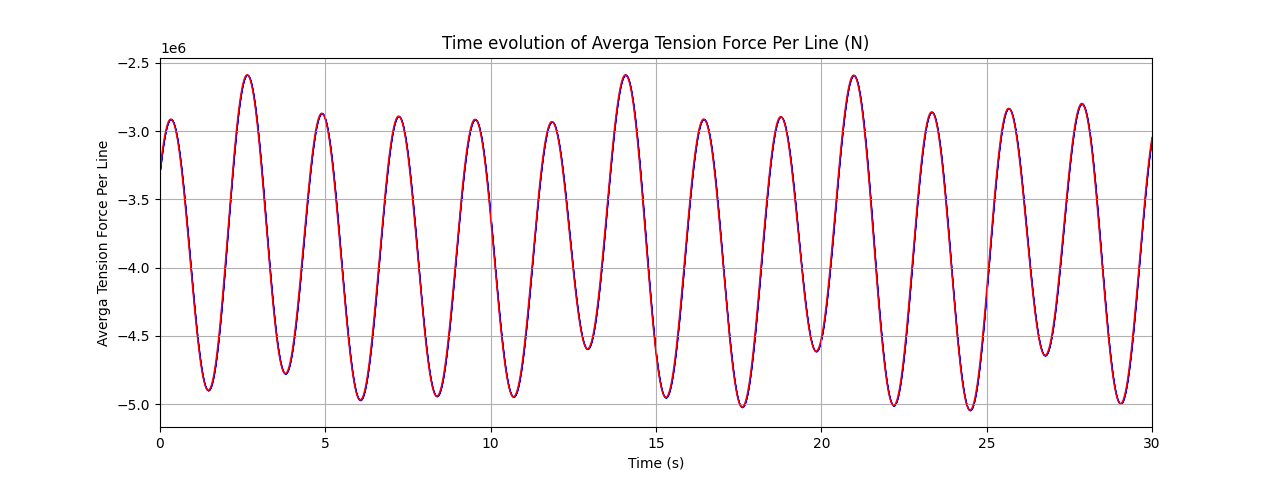 Time evolution of Averga Tension Force Per Line (N)
1e6
−2.5
−3.0
−3.5
−4.0
−4.5
−5.0
Averga Tension Force Per Line
0 5 10 15 20 25 30
Time (s)